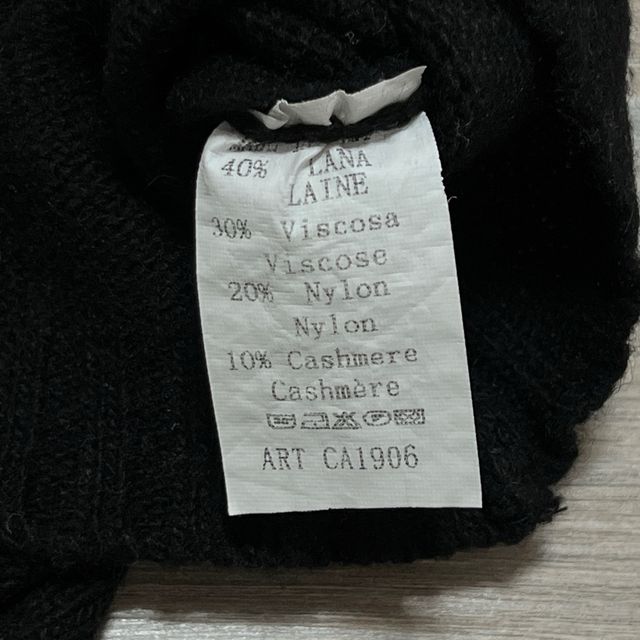 40% LANA
LAINE
30% Viscosa
Viscose
20% Nylon
Nylon
10% Cashmere
Cashmère
ART CA1906